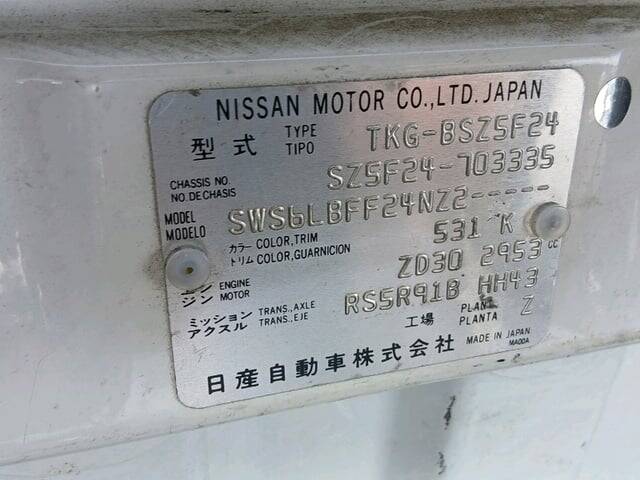 NISSAN MOTOR CO.,LTD. JAPAN
型式 TYPE TIPO TKG-BSZ5F24
CHASSIS NO. NO.DE CHASIS SZ5F24-703335
MODEL MODELO SWS6LBFF24NZ2-----
カラー COLOR,TRIM トリム COLOR,GUARNICION 531 K
エンジン ENGINE MOTOR ZD30 2953 cc
ミッション アクスル TRANS.,AXLE TRANS.,EJE RS5R91B HH43
工場 PLANT PLANTA Z
日産自動車株式会社 MADE IN JAPAN
MA00A